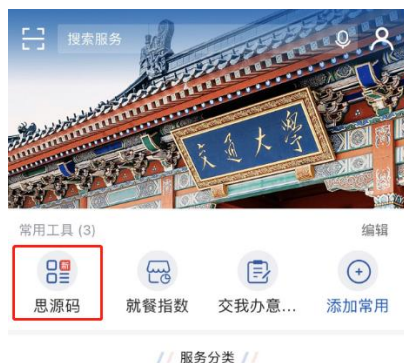 搜索服务
交通大學
常用工具 (3)
编辑
新
思源码
就餐指数
交我办意...
添加常用
// 服务分类 //